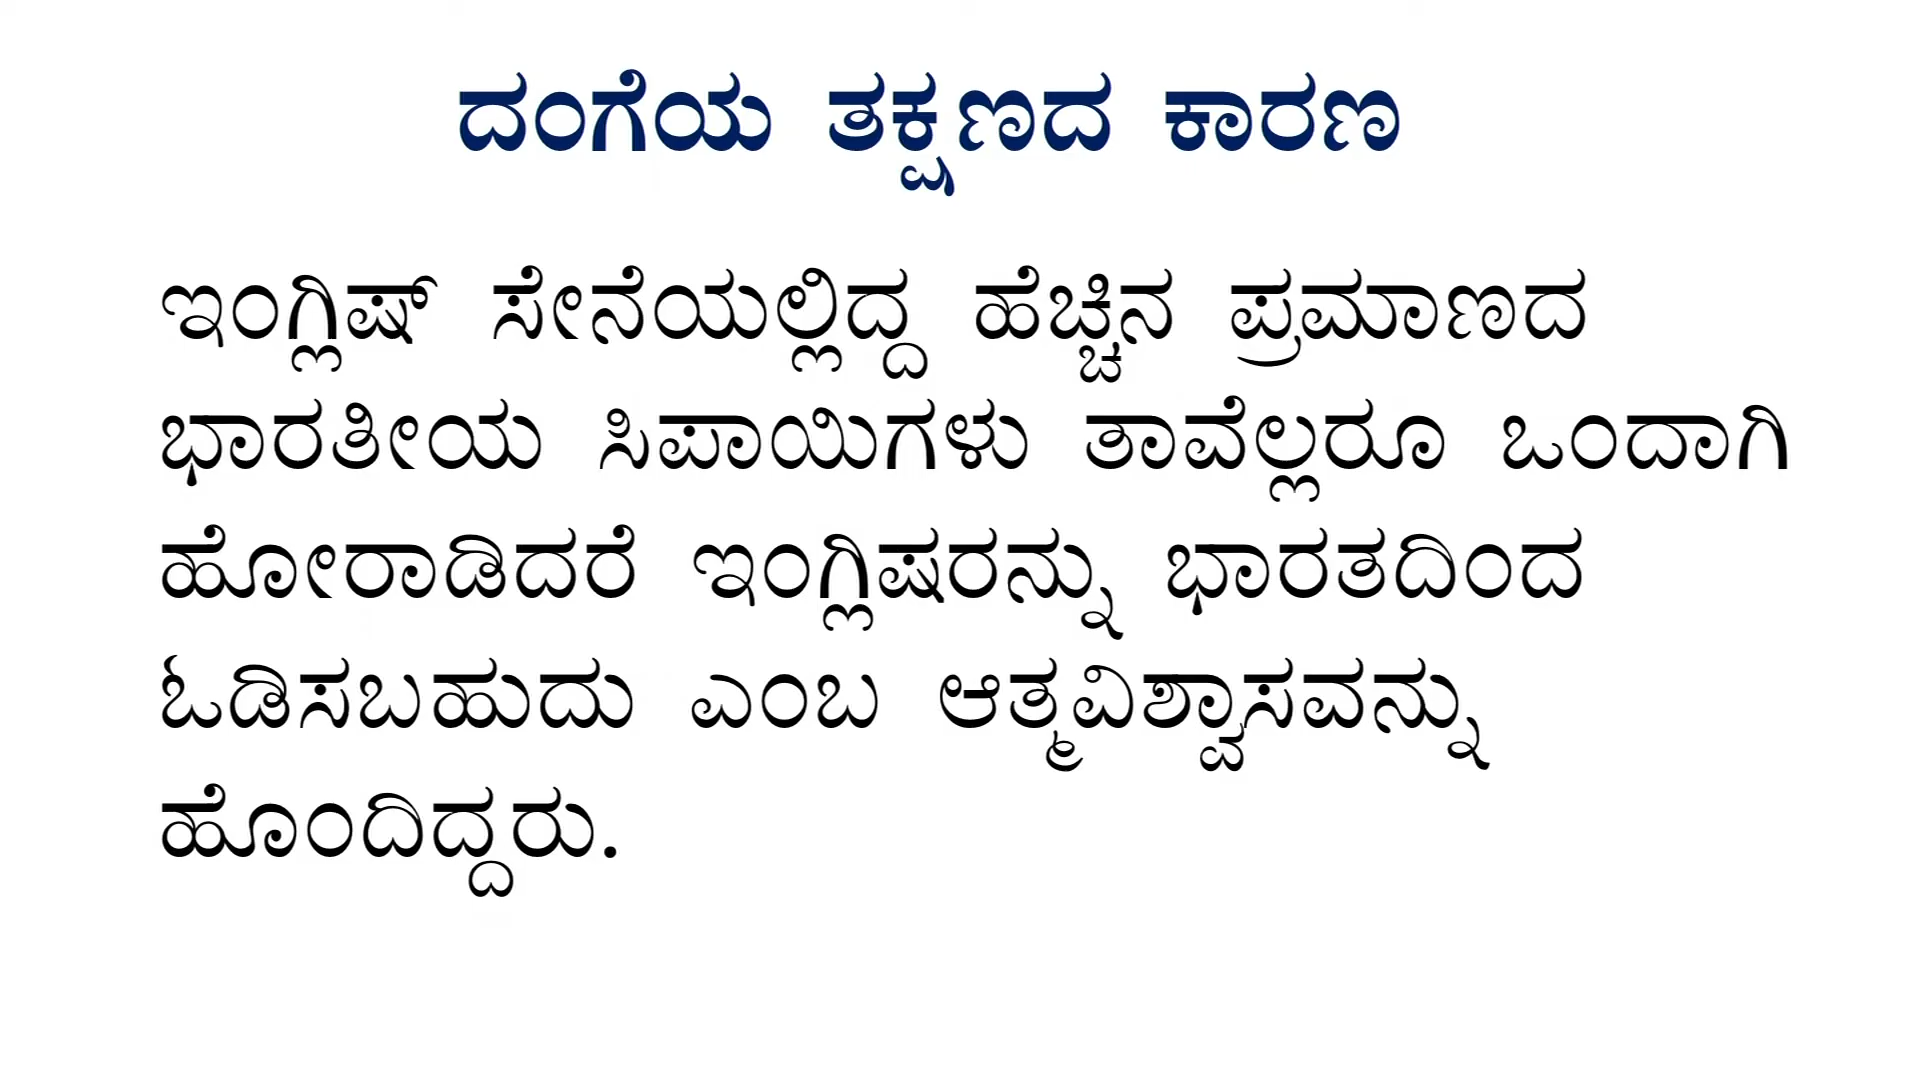 ದಂಗೆಯ ತಕ್ಷಣದ ಕಾರಣ
ಇಂಗ್ಲಿಷ್ ಸೇನೆಯಲ್ಲಿದ್ದ ಹೆಚ್ಚಿನ ಪ್ರಮಾಣದ
ಭಾರತೀಯ ಸಿಪಾಯಿಗಳು ತಾವೆಲ್ಲರೂ ಒಂದಾಗಿ
ಹೋರಾಡಿದರೆ ಇಂಗ್ಲಿಷರನ್ನು ಭಾರತದಿಂದ
ಓಡಿಸಬಹುದು ಎಂಬ ಆತ್ಮವಿಶ್ವಾಸವನ್ನು
ಹೊಂದಿದ್ದರು.